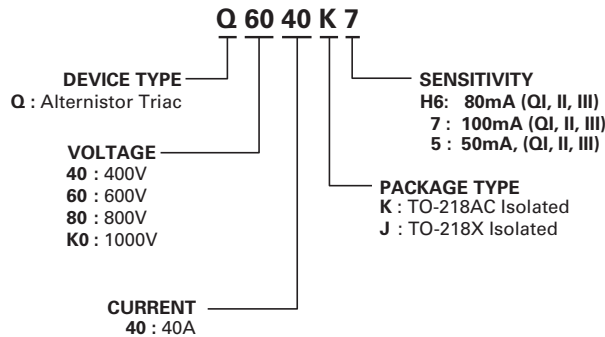 Q 60 40 K 7
DEVICE TYPE
Q : Alternistor Triac
VOLTAGE
40 : 400V
60 : 600V
80 : 800V
K0 : 1000V
CURRENT
40 : 40A
SENSITIVITY
H6: 80mA (QI, II, III)
7 : 100mA (QI, II, III)
5 : 50mA, (QI, II, III)
PACKAGE TYPE
K : TO-218AC Isolated
J : TO-218X Isolated